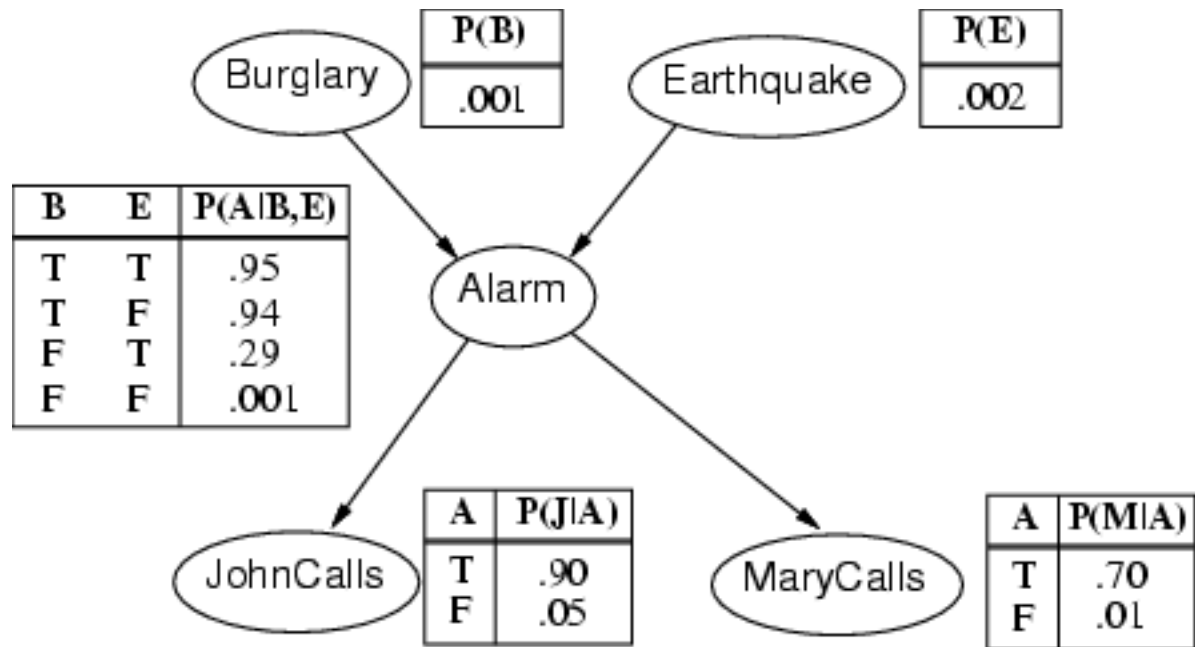 Burglary
P(B)
.001
Earthquake
P(E)
.002
B E P(A|B,E)
T T .95
T F .94
F T .29
F F .001
Alarm
JohnCalls
A P(J|A)
T .90
F .05
MaryCalls
A P(M|A)
T .70
F .01